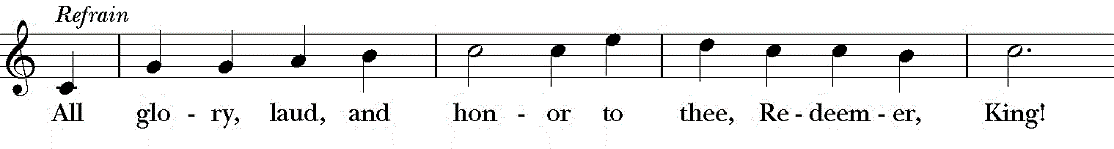 Refrain
All glo - ry, laud, and hon - or to thee, Re - deem - er, King!